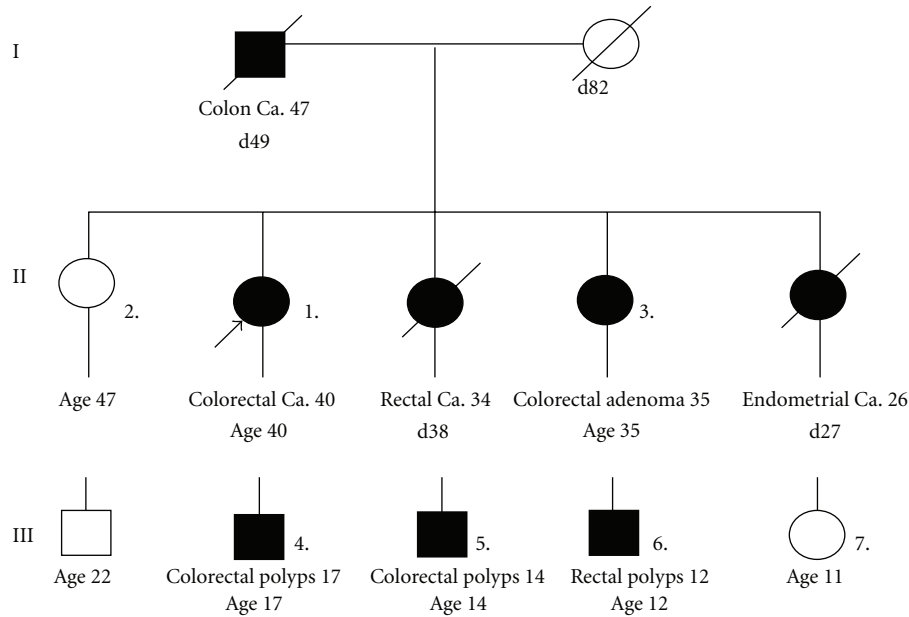 I
Colon Ca. 47
d49
d82
II
2.
1.
3.
Age 47
Colorectal Ca. 40
Age 40
Rectal Ca. 34
d38
Colorectal adenoma 35
Age 35
Endometrial Ca. 26
d27
III
4.
5.
6.
7.
Age 22
Colorectal polyps 17
Age 17
Colorectal polyps 14
Age 14
Rectal polyps 12
Age 12
Age 11